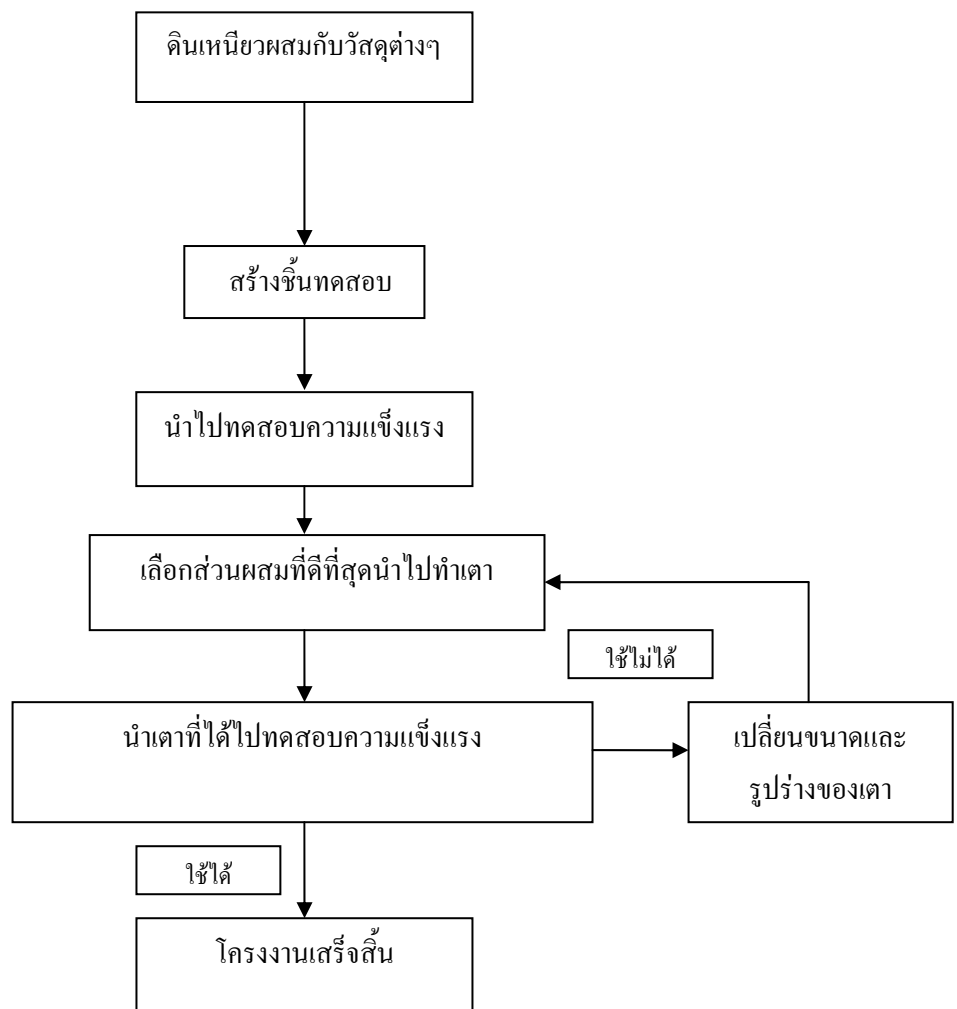 ดินเหนียวผสมกับวัสดุต่างๆ
สร้างชิ้นทดสอบ
นำไปทดสอบความแข็งแรง
เลือกส่วนผสมที่ดีที่สุดนำไปทำเตา
ใช้ไม่ได้
นำเตาที่ได้ไปทดสอบความแข็งแรง
เปลี่ยนขนาดและ
รูปร่างของเตา
ใช้ได้
โครงงานเสร็จสิ้น